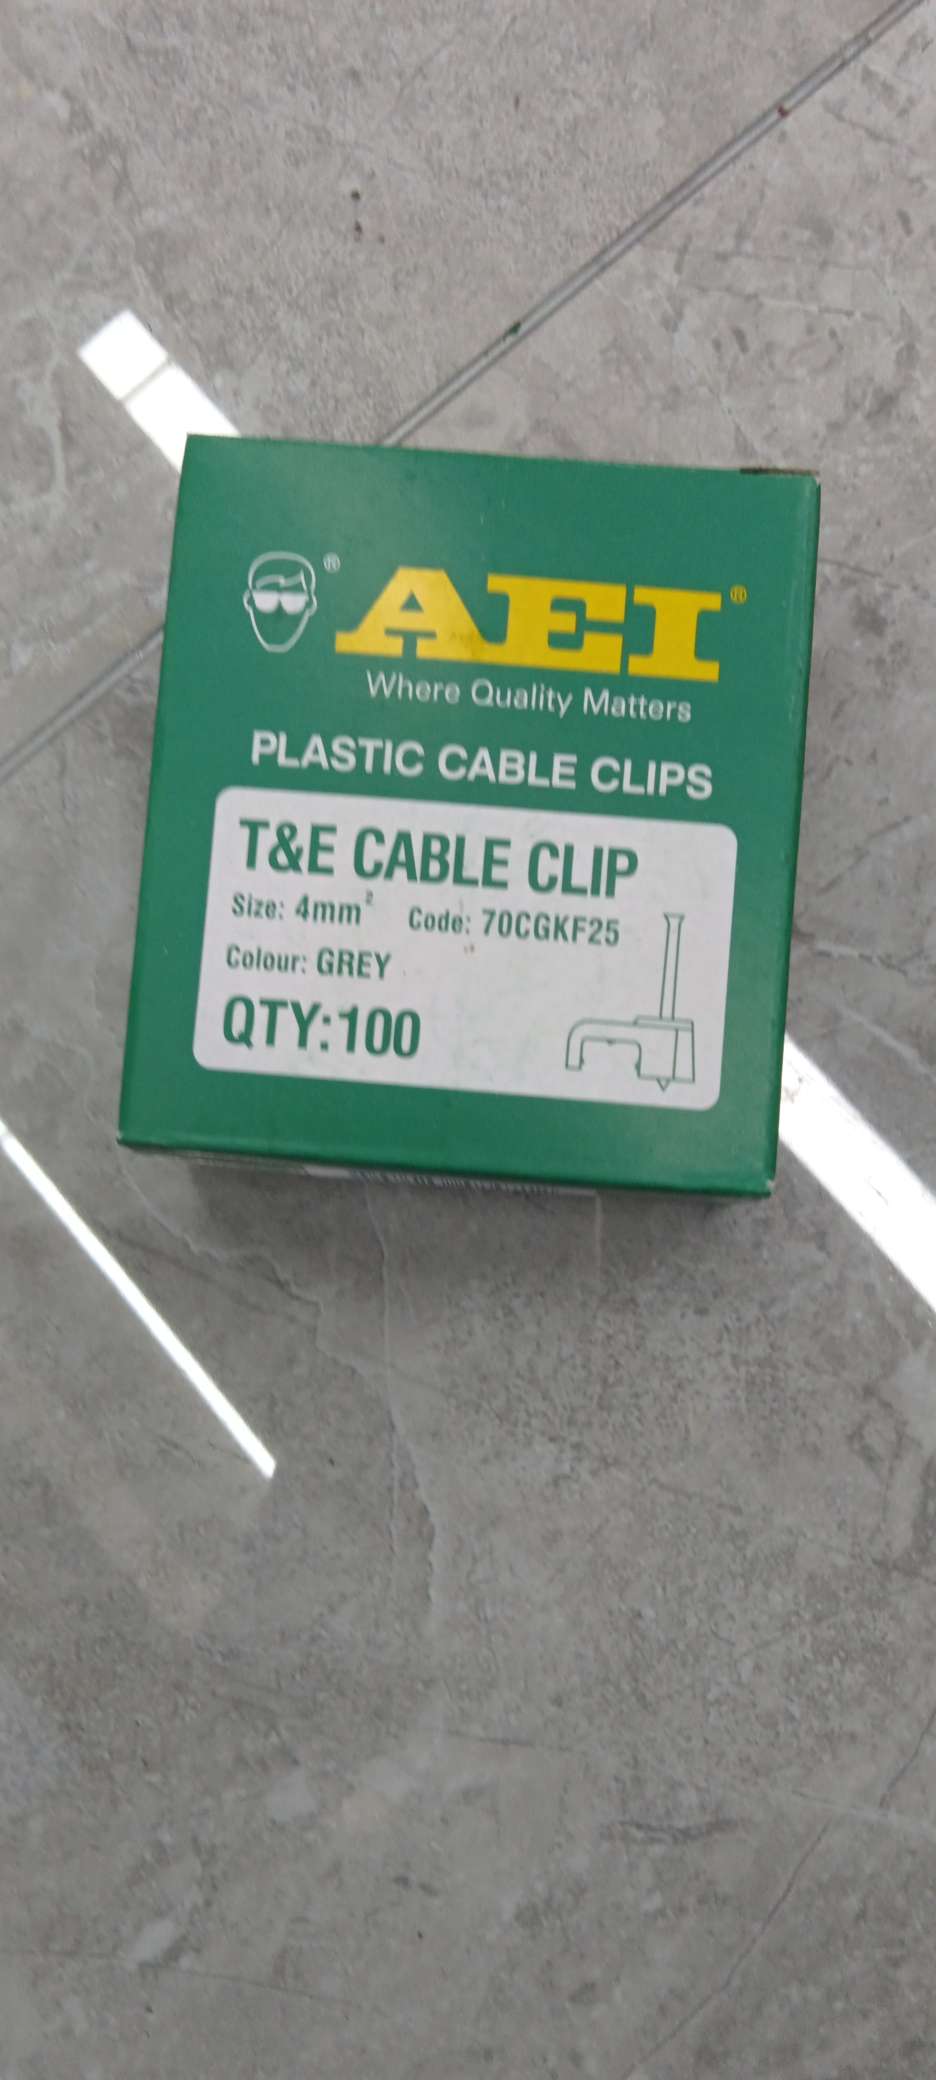 ® AEI®
Where Quality Matters
PLASTIC CABLE CLIPS
T&E CABLE CLIP
Size: 4mm² Code: 70CGKF25
Colour: GREY
QTY:100